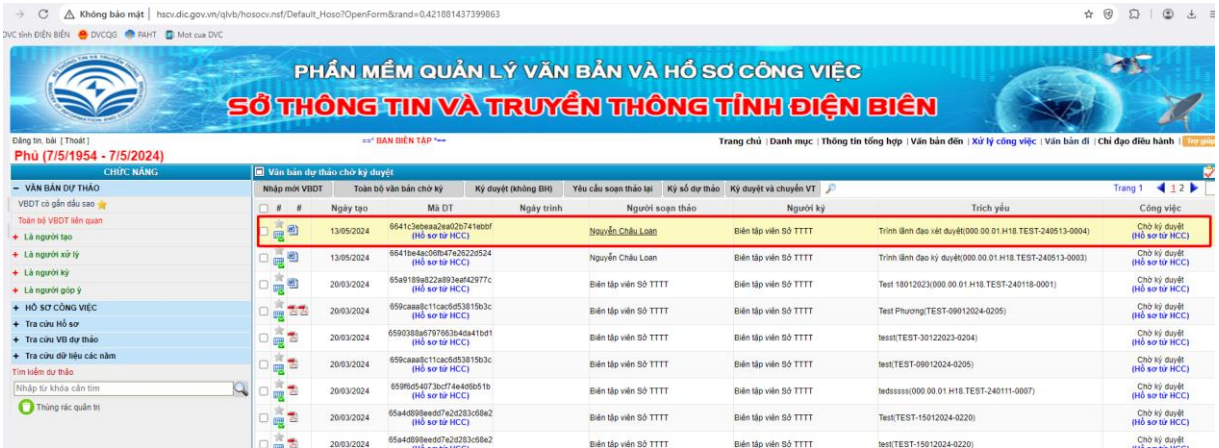 Không bảo mật hscv.dic.gov.vn/qlvb/hosocv.nsf/Default_Hoso?OpenForm&rand=0,421881437399863
DVC tỉnh ĐIỆN BIÊN DVCQG PAHT Mot cua DVC
PHẦN MỀM QUẢN LÝ VĂN BẢN VÀ HỒ SƠ CÔNG VIỆC
SỞ THÔNG TIN VÀ TRUYỀN THÔNG TỈNH ĐIỆN BIÊN
Đăng tin, bài [ Thoát ] BAN BIÊN TẬP Trang chủ | Danh mục | Thông tin tổng hợp | Văn bản đến | Xử lý công việc | Văn bản đi | Chỉ đạo điều hành | Trợ giúp
Phủ (7/5/1954 - 7/5/2024)
CHỨC NĂNG Văn bản dự thảo chờ ký duyệt
− VĂN BẢN DỰ THẢO Nhập mới VBDT Toàn bộ văn bản chờ ký Ký duyệt (không BH) Yêu cầu soạn thảo lại Ký số dự thảo Ký duyệt và chuyển VT Trang 1 1 2
VBDT có gắn dấu sao # # Ngày tạo Mã DT Ngày trình Người soạn thảo Người ký Trích yếu Công việc
Toàn bộ VBDT liên quan
+ Là người tạo
+ Là người xử lý
+ Là người ký
+ Là người góp ý
+ HỒ SƠ CÔNG VIỆC
+ Tra cứu Hồ sơ
+ Tra cứu VB dự thảo
+ Tra cứu dữ liệu các năm
Tìm kiếm dự thảo
Nhập từ khóa cần tìm
Thùng rác quản trị
13/05/2024 6641c3ebeaa2ea02b741ebbf Nguyễn Châu Loan Biên tập viên Sở TTTT Trình lãnh đạo xét duyệt(000.00.01.H18.TEST-240513-0004) Chờ ký duyệt
(Hồ sơ từ HCC) (Hồ sơ từ HCC)
13/05/2024 6641be4ac06fb47e2622d524 Nguyễn Châu Loan Biên tập viên Sở TTTT Trình lãnh đạo ký duyệt(000.00.01.H18.TEST-240513-0003) Chờ ký duyệt
(Hồ sơ từ HCC) (Hồ sơ từ HCC)
20/03/2024 65a9189a822a893eaf42977c Biên tập viên Sở TTTT Biên tập viên Sở TTTT Test 18012023(000.00.01.H18.TEST-240118-0001) Chờ ký duyệt
(Hồ sơ từ HCC) (Hồ sơ từ HCC)
20/03/2024 659caaa8c11cac6d53815b3c Biên tập viên Sở TTTT Biên tập viên Sở TTTT Test Phuong(TEST-09012024-0205) Chờ ký duyệt
(Hồ sơ từ HCC) (Hồ sơ từ HCC)
20/03/2024 6590388a6797663b4da41bd1 Biên tập viên Sở TTTT Biên tập viên Sở TTTT tesst(TEST-30122023-0204) Chờ ký duyệt
(Hồ sơ từ HCC) (Hồ sơ từ HCC)
20/03/2024 659caaa8c11cac6d53815b3c Biên tập viên Sở TTTT Biên tập viên Sở TTTT test(TEST-09012024-0205) Chờ ký duyệt
(Hồ sơ từ HCC) (Hồ sơ từ HCC)
20/03/2024 659f6d54073bcf74e4d6b51b Biên tập viên Sở TTTT Biên tập viên Sở TTTT tedsssss(000.00.01.H18.TEST-240111-0007) Chờ ký duyệt
(Hồ sơ từ HCC) (Hồ sơ từ HCC)
20/03/2024 65a4d898eedd7e2d283c68e2 Biên tập viên Sở TTTT Biên tập viên Sở TTTT Test(TEST-15012024-0220) Chờ ký duyệt
(Hồ sơ từ HCC) (Hồ sơ từ HCC)
20/03/2024 65a4d898eedd7e2d283c68e2 Biên tập viên Sở TTTT Biên tập viên Sở TTTT test(TEST-15012024-0220) Chờ ký duyệt